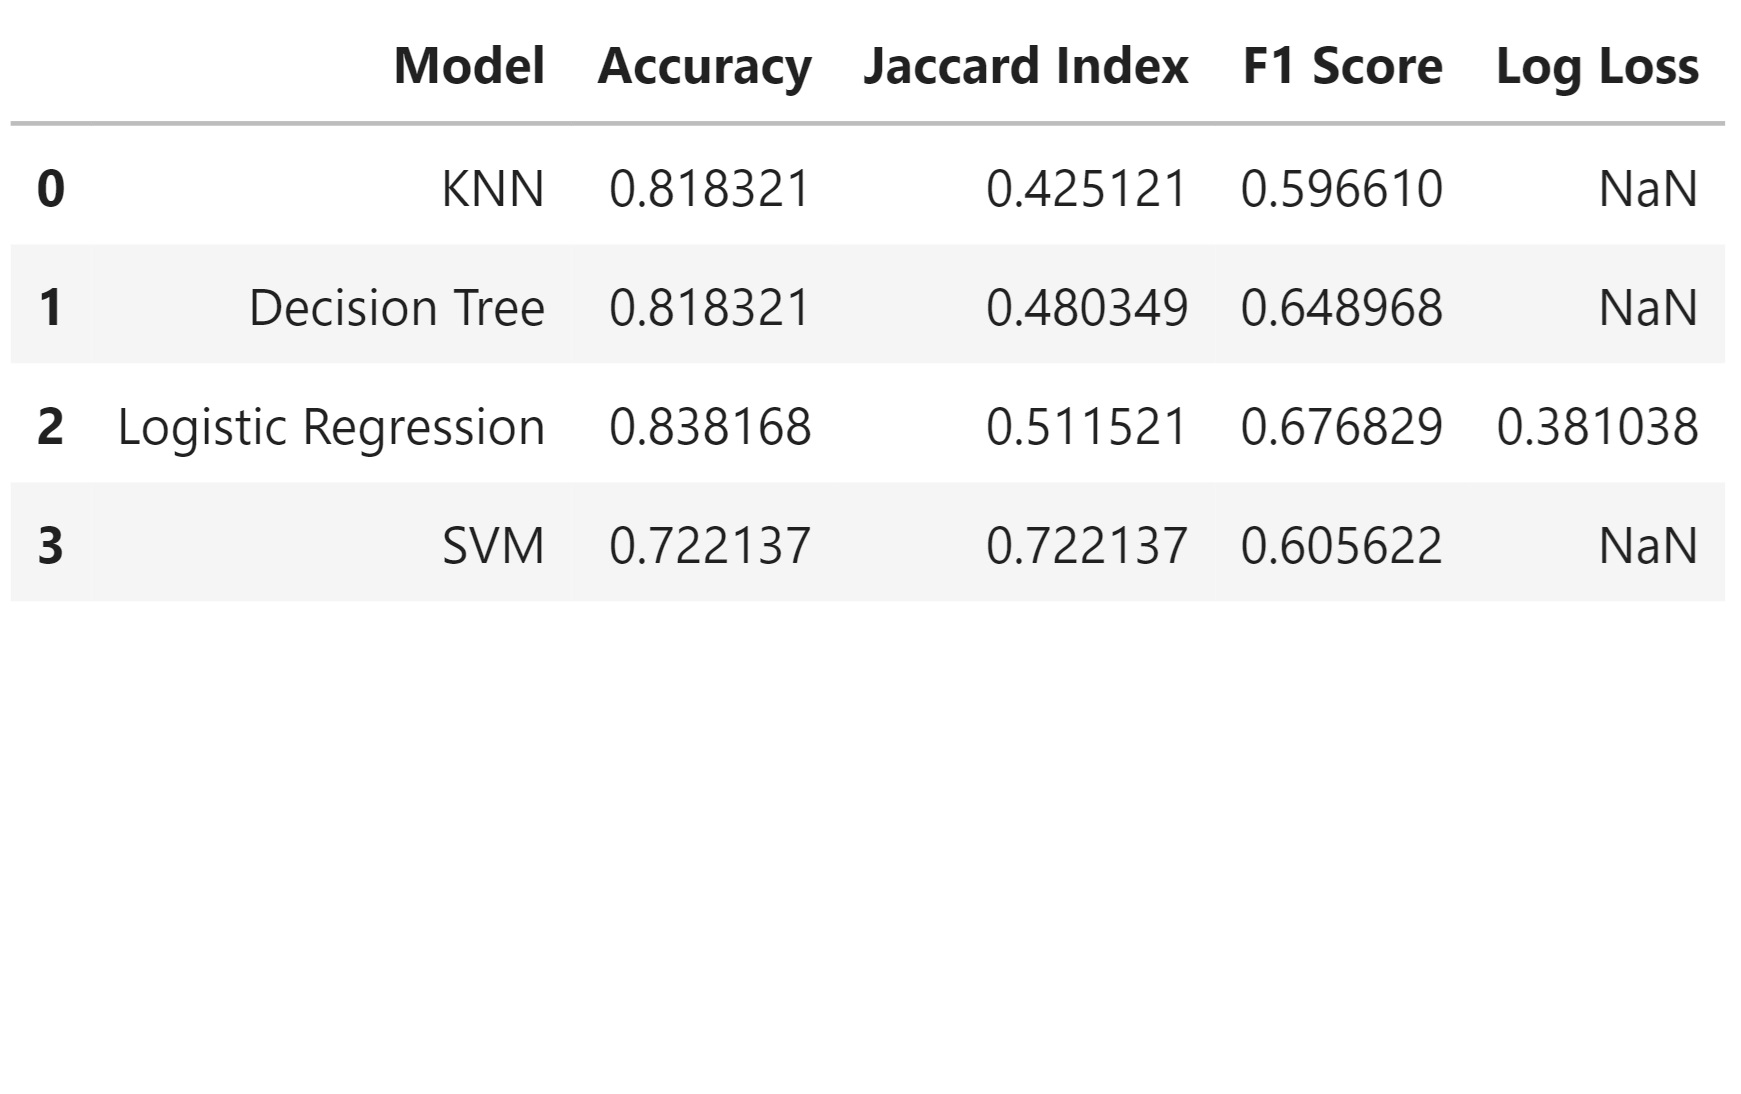 Model Accuracy Jaccard Index F1 Score Log Loss
0 KNN 0.818321 0.425121 0.596610 NaN
1 Decision Tree 0.818321 0.480349 0.648968 NaN
2 Logistic Regression 0.838168 0.511521 0.676829 0.381038
3 SVM 0.722137 0.722137 0.605622 NaN